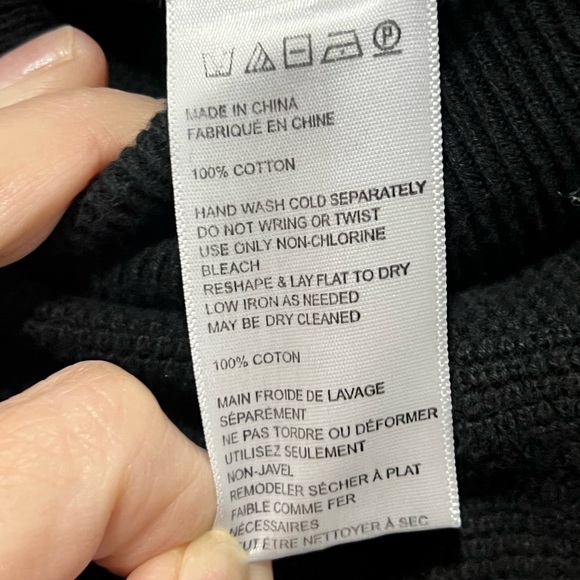 P
MADE IN CHINA
FABRIQUÉ EN CHINE
100% COTTON
HAND WASH COLD SEPARATELY
DO NOT WRING OR TWIST
USE ONLY NON-CHLORINE
BLEACH
RESHAPE & LAY FLAT TO DRY
LOW IRON AS NEEDED
MAY BE DRY CLEANED
100% COTON
MAIN FROIDE DE LAVAGE
SÉPAREMENT
NE PAS TORDRE OU DÉFORMER
UTILISEZ SEULEMENT
NON-JAVEL
REMODELER SÉCHER À PLAT
FAIBLE COMME FER
NÉCESSAIRES
ÊTRE NETTOYER À SEC